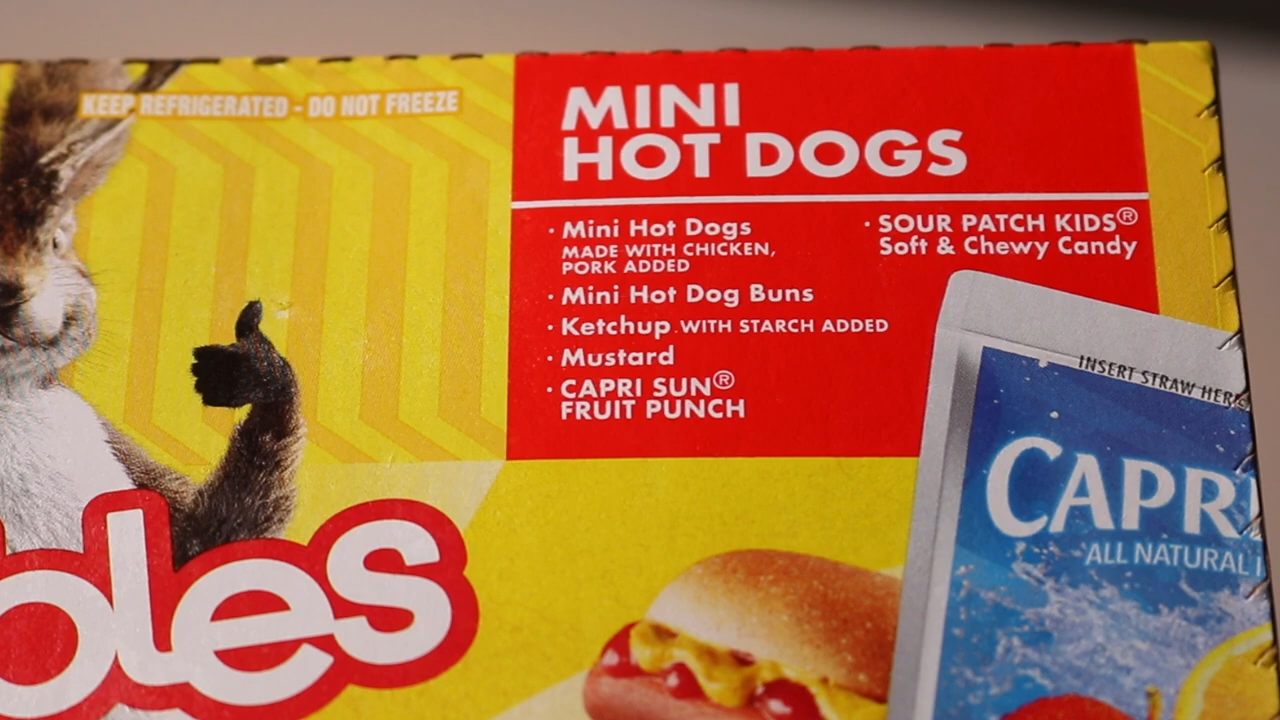 KEEP REFRIGERATED - DO NOT FREEZE
MINI
HOT DOGS
· Mini Hot Dogs
MADE WITH CHICKEN,
PORK ADDED
· Mini Hot Dog Buns
· Ketchup WITH STARCH ADDED
· Mustard
· CAPRI SUN®
FRUIT PUNCH
· SOUR PATCH KIDS®
Soft & Chewy Candy
INSERT STRAW HERE
CAPRI
ALL NATURAL
bles